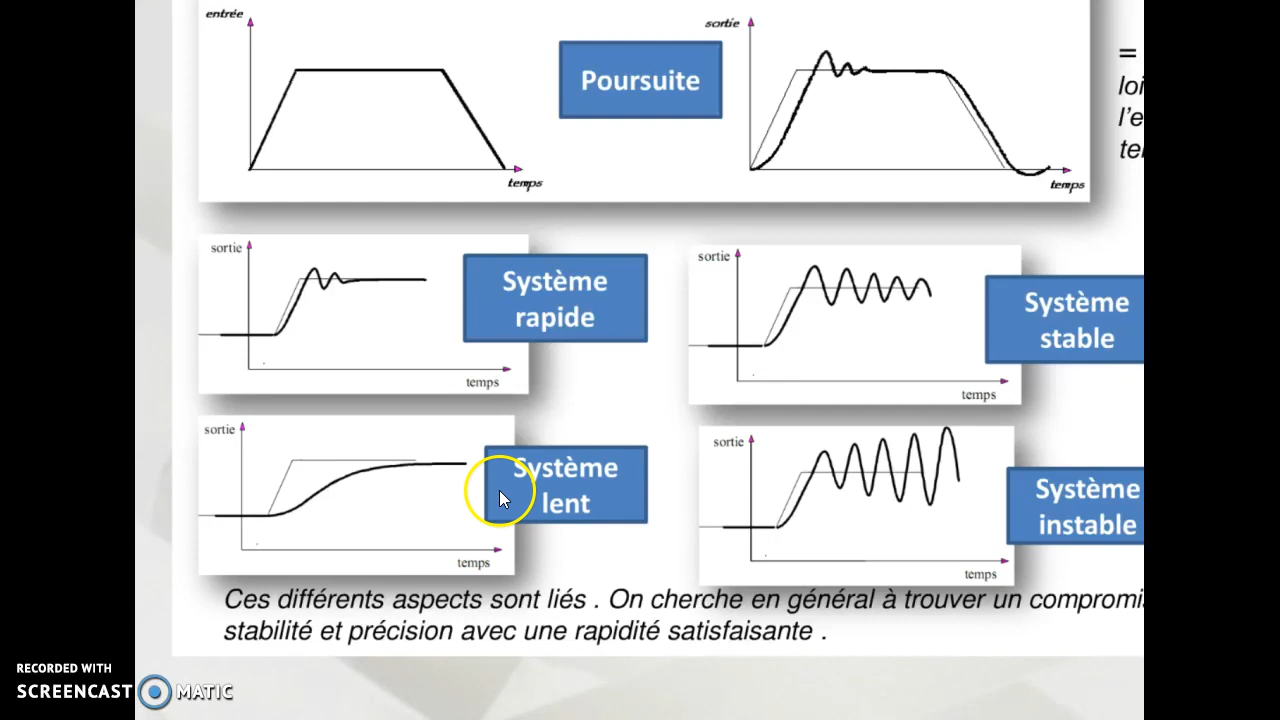 entrée
sortie
Poursuite
=
loi
l'e
te
temps
temps
sortie
Système
rapide
temps
sortie
Système
stable
temps
sortie
Système
lent
temps
sortie
Système
instable
temps
Ces différents aspects sont liés . On cherche en général à trouver un compromi
stabilité et précision avec une rapidité satisfaisante .
RECORDED WITH
SCREENCAST MATIC